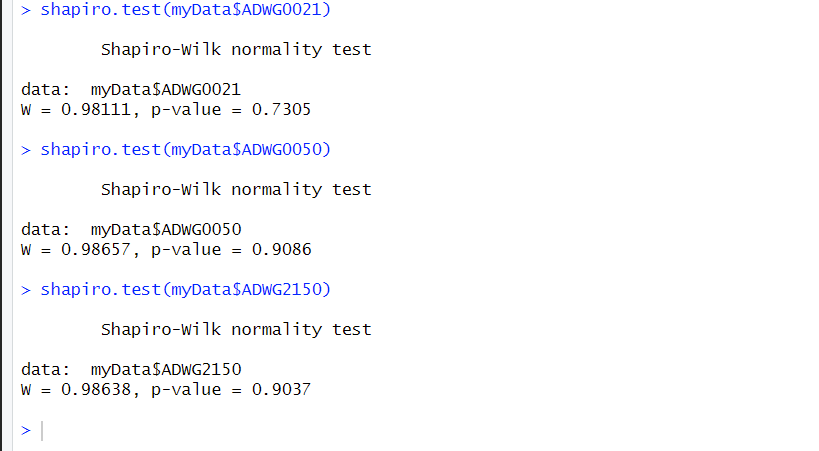 > shapiro.test(myData$ADWG0021)
Shapiro-Wilk normality test
data:  myData$ADWG0021
W = 0.98111, p-value = 0.7305
> shapiro.test(myData$ADWG0050)
Shapiro-Wilk normality test
data:  myData$ADWG0050
W = 0.98657, p-value = 0.9086
> shapiro.test(myData$ADWG2150)
Shapiro-Wilk normality test
data:  myData$ADWG2150
W = 0.98638, p-value = 0.9037
>